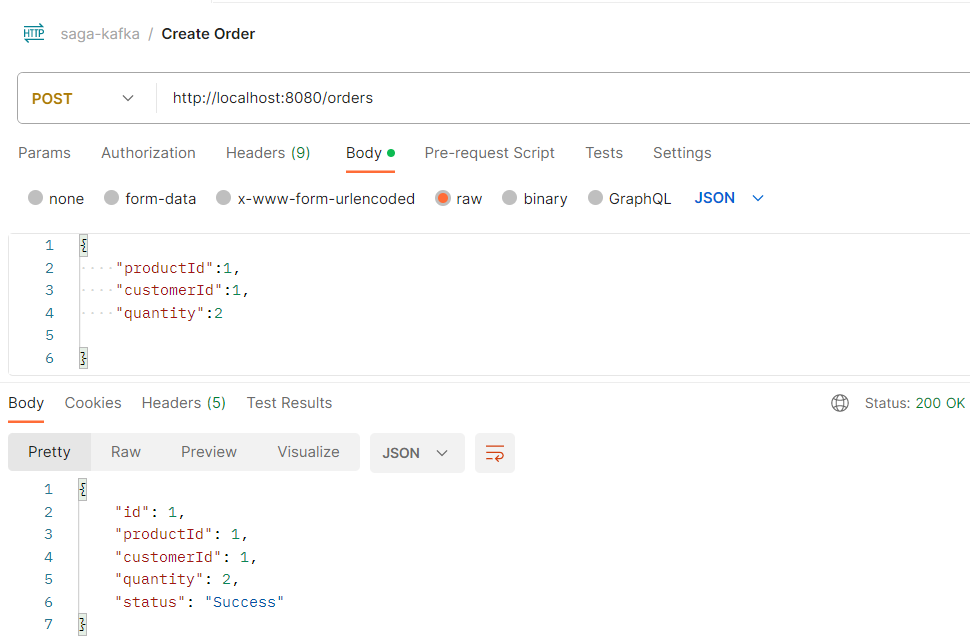 HTTP saga-kafka / Create Order
POST http://localhost:8080/orders
Params Authorization Headers (9) Body Pre-request Script Tests Settings
none form-data x-www-form-urlencoded raw binary GraphQL JSON
1 {
2 ····"productId":1,
3 ····"customerId":1,
4 ····"quantity":2
5
6 }
Body Cookies Headers (5) Test Results Status: 200 OK
Pretty Raw Preview Visualize JSON
1 {
2 "id": 1,
3 "productId": 1,
4 "customerId": 1,
5 "quantity": 2,
6 "status": "Success"
7 }